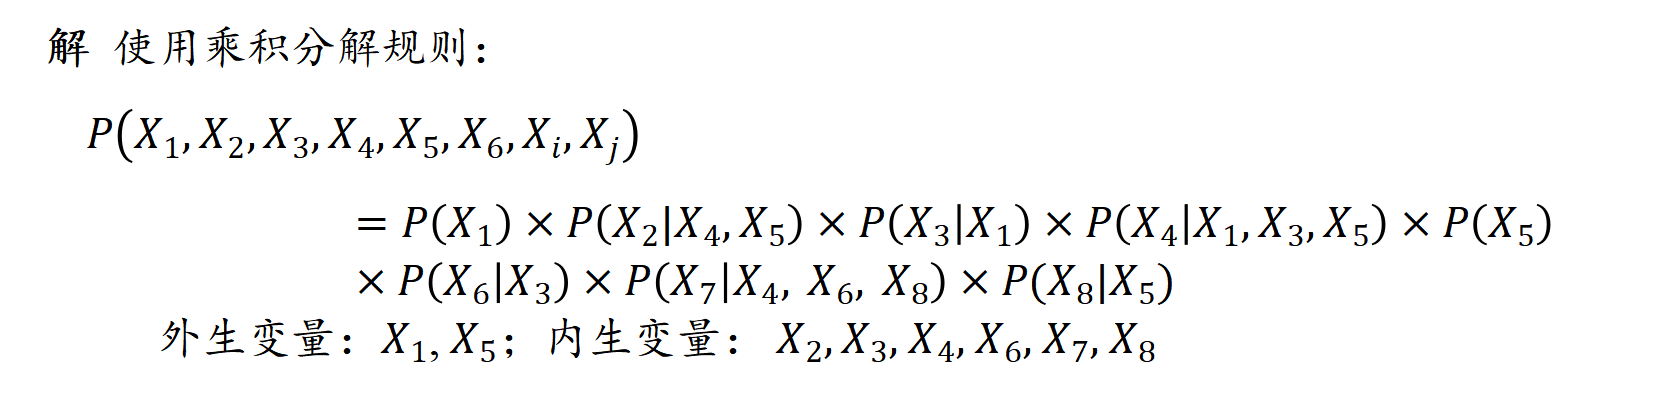 解 使用乘积分解规则：
P(X₁, X₂, X₃, X₄, X₅, X₆, Xᵢ, Xⱼ)
= P(X₁) × P(X₂|X₄, X₅) × P(X₃|X₁) × P(X₄|X₁, X₃, X₅) × P(X₅)
× P(X₆|X₃) × P(X₇|X₄, X₆, X₈) × P(X₈|X₅)
外生变量：X₁, X₅；内生变量： X₂, X₃, X₄, X₆, X₇, X₈